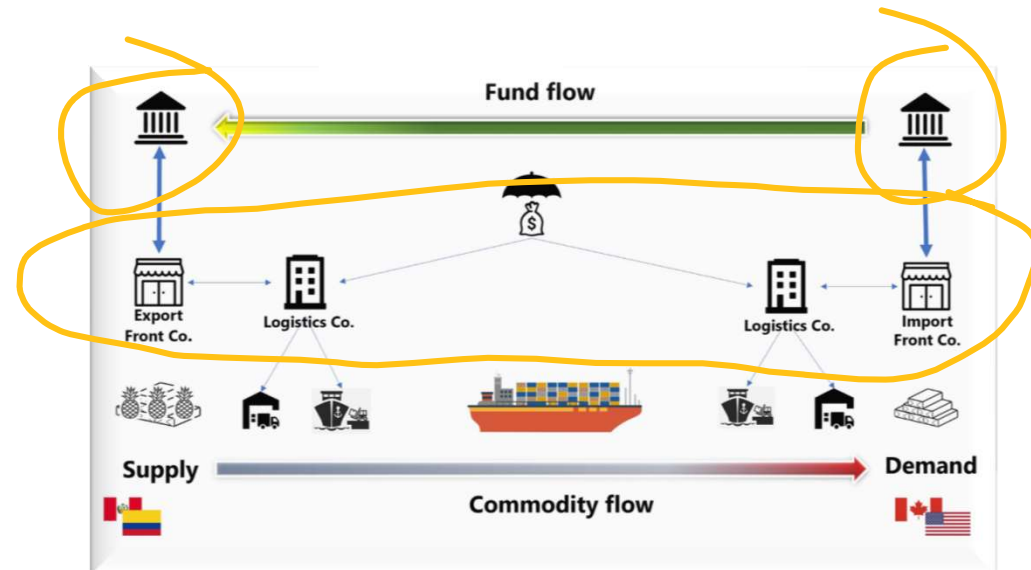 Fund flow
$
Export
Front Co.
Logistics Co.
Logistics Co.
Import
Front Co.
Supply
Demand
Commodity flow